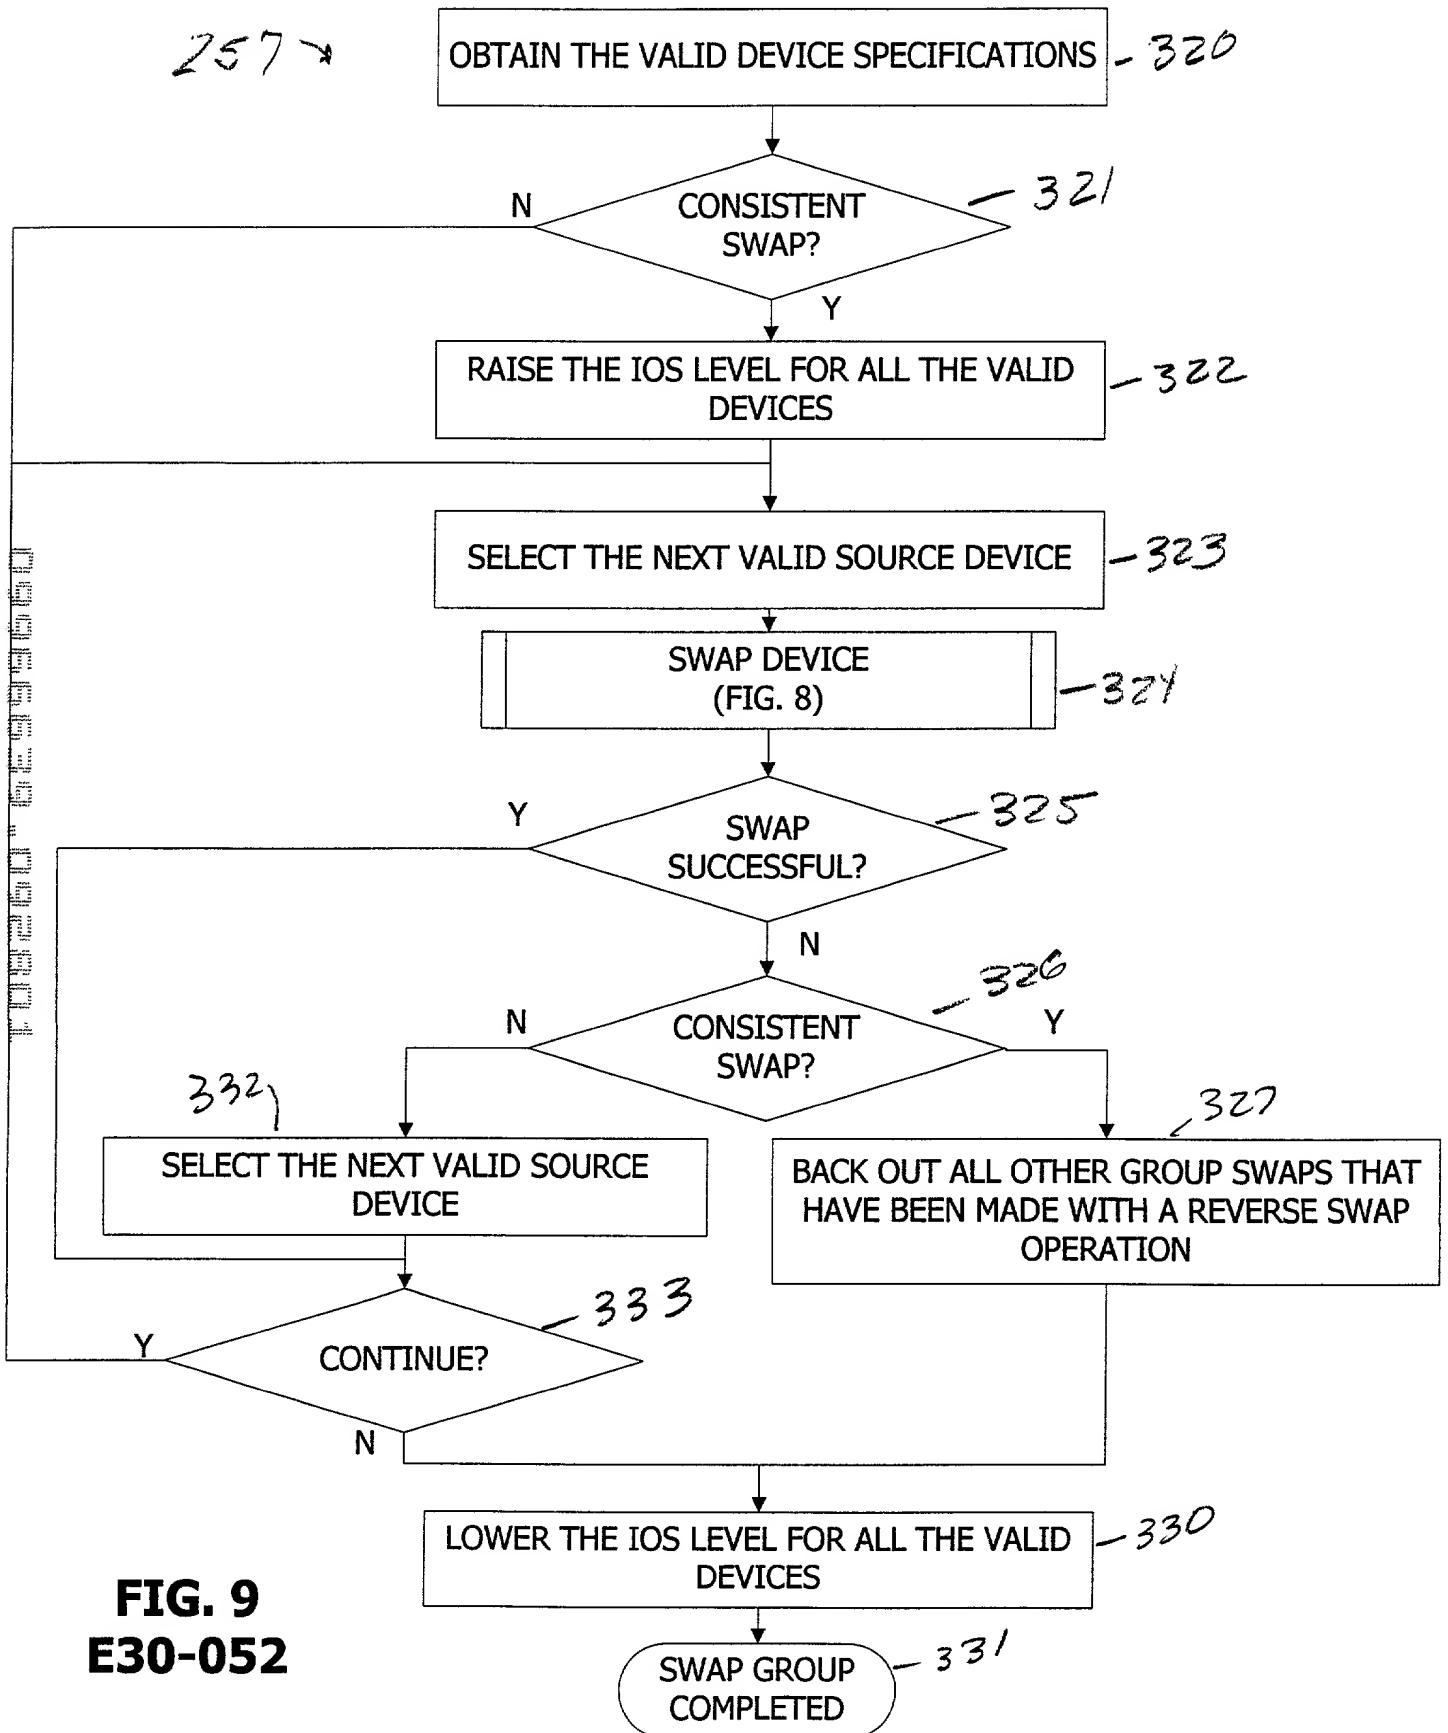 257
OBTAIN THE VALID DEVICE SPECIFICATIONS
320
CONSISTENT
SWAP?
321
N
Y
RAISE THE IOS LEVEL FOR ALL THE VALID
DEVICES
322
SELECT THE NEXT VALID SOURCE DEVICE
323
SWAP DEVICE
(FIG. 8)
324
SWAP
SUCCESSFUL?
325
Y
N
CONSISTENT
SWAP?
326
N
Y
332
SELECT THE NEXT VALID SOURCE
DEVICE
327
BACK OUT ALL OTHER GROUP SWAPS THAT
HAVE BEEN MADE WITH A REVERSE SWAP
OPERATION
CONTINUE?
333
Y
N
LOWER THE IOS LEVEL FOR ALL THE VALID
DEVICES
330
SWAP GROUP
COMPLETED
331
FIG. 9
E30-052